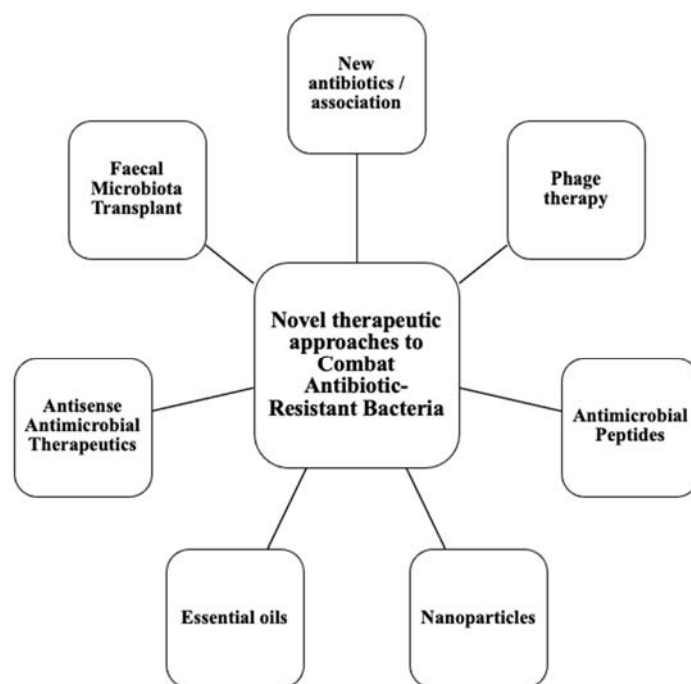 New
antibiotics /
association
Faecal
Microbiota
Transplant
Phage
therapy
Novel therapeutic
approaches to
Combat
Antibiotic-
Resistant Bacteria
Antisense
Antimicrobial
Therapeutics
Antimicrobial
Peptides
Essential oils
Nanoparticles